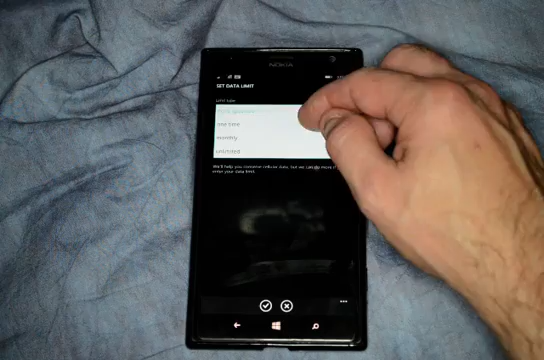 NOKIA
SET DATA LIMIT
Limit type
one time
monthly
unlimited
We'll help you conserve cellular data, but we can do more if
enter your data limit.